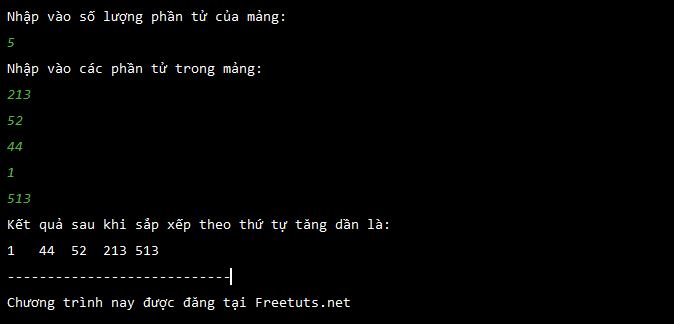 Nhập vào số lượng phần tử của mảng:
5
Nhập vào các phần tử trong mảng:
213
52
44
1
513
Kết quả sau khi sắp xếp theo thứ tự tăng dần là:
1   44  52  213 513
----------------------------
Chương trình nay được đăng tại Freetuts.net